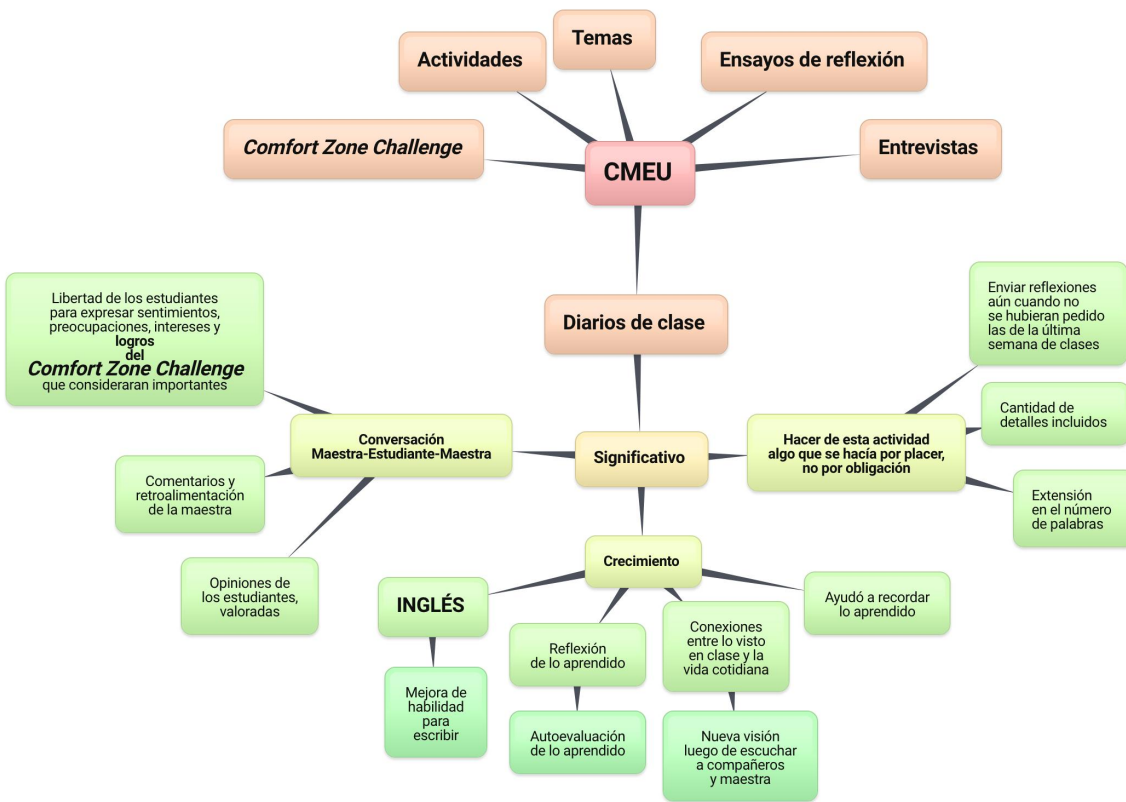 Temas
Actividades
Ensayos de reflexión
Comfort Zone Challenge
Entrevistas
CMEU
Diarios de clase
Libertad de los estudiantes
para expresar sentimientos,
preocupaciones, intereses y
logros
del
Comfort Zone Challenge
que consideraran importantes
Enviar reflexiones
aún cuando no
se hubieran pedido
las de la última
semana de clases
Cantidad de
detalles incluidos
Conversación
Maestra-Estudiante-Maestra
Significativo
Hacer de esta actividad
algo que se hacía por placer,
no por obligación
Comentarios y
retroalimentación
de la maestra
Extensión
en el número
de palabras
Opiniones de
los estudiantes,
valoradas
Crecimiento
INGLÉS
Reflexión
de lo aprendido
Conexiones
entre lo visto
en clase y la
vida cotidiana
Ayudó a recordar
lo aprendido
Mejora de
habilidad
para
escribir
Autoevaluación
de lo aprendido
Nueva visión
luego de escuchar
a compañeros
y maestra